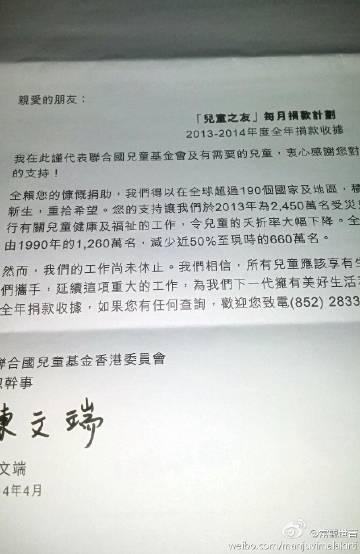 親愛的朋友：
「兒童之友」每月捐款計劃
2013-2014年度全年捐款收據
我在此謹代表聯合國兒童基金會及有需要的兒童，衷心感謝您對
的支持！
全賴您的慷慨捐助，我們得以在全球超過190個國家及地區，
新生，重拾希望。您的支持讓我們於2013年為2,450萬名受災
行有關兒童健康及福祉的工作，令兒童的夭折率大幅下降。全
由1990年的1,260萬名，減少近50%至現時的660萬名。
然而，我們的工作尚未休止。我們相信，所有兒童應該享有生
們攜手，延續這項重大的工作，為我們下一代擁有美好生活
全年捐款收據，如果您有任何查詢，歡迎您致電(852) 2833
聯合國兒童基金香港委員會
幹事
陳文端
文端
4年4月
weibo.com/manjuvimalakirti